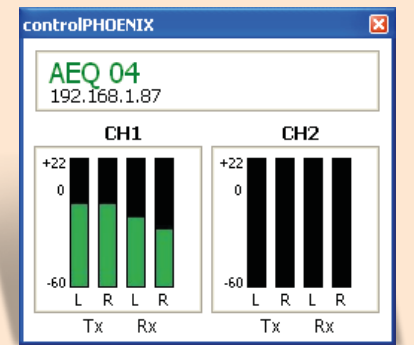 controlPHOENIX
AEQ 04
192.168.1.87
CH1 CH2
+22 +22
0 0
-60 -60
L R L R L R L R
Tx Rx Tx Rx